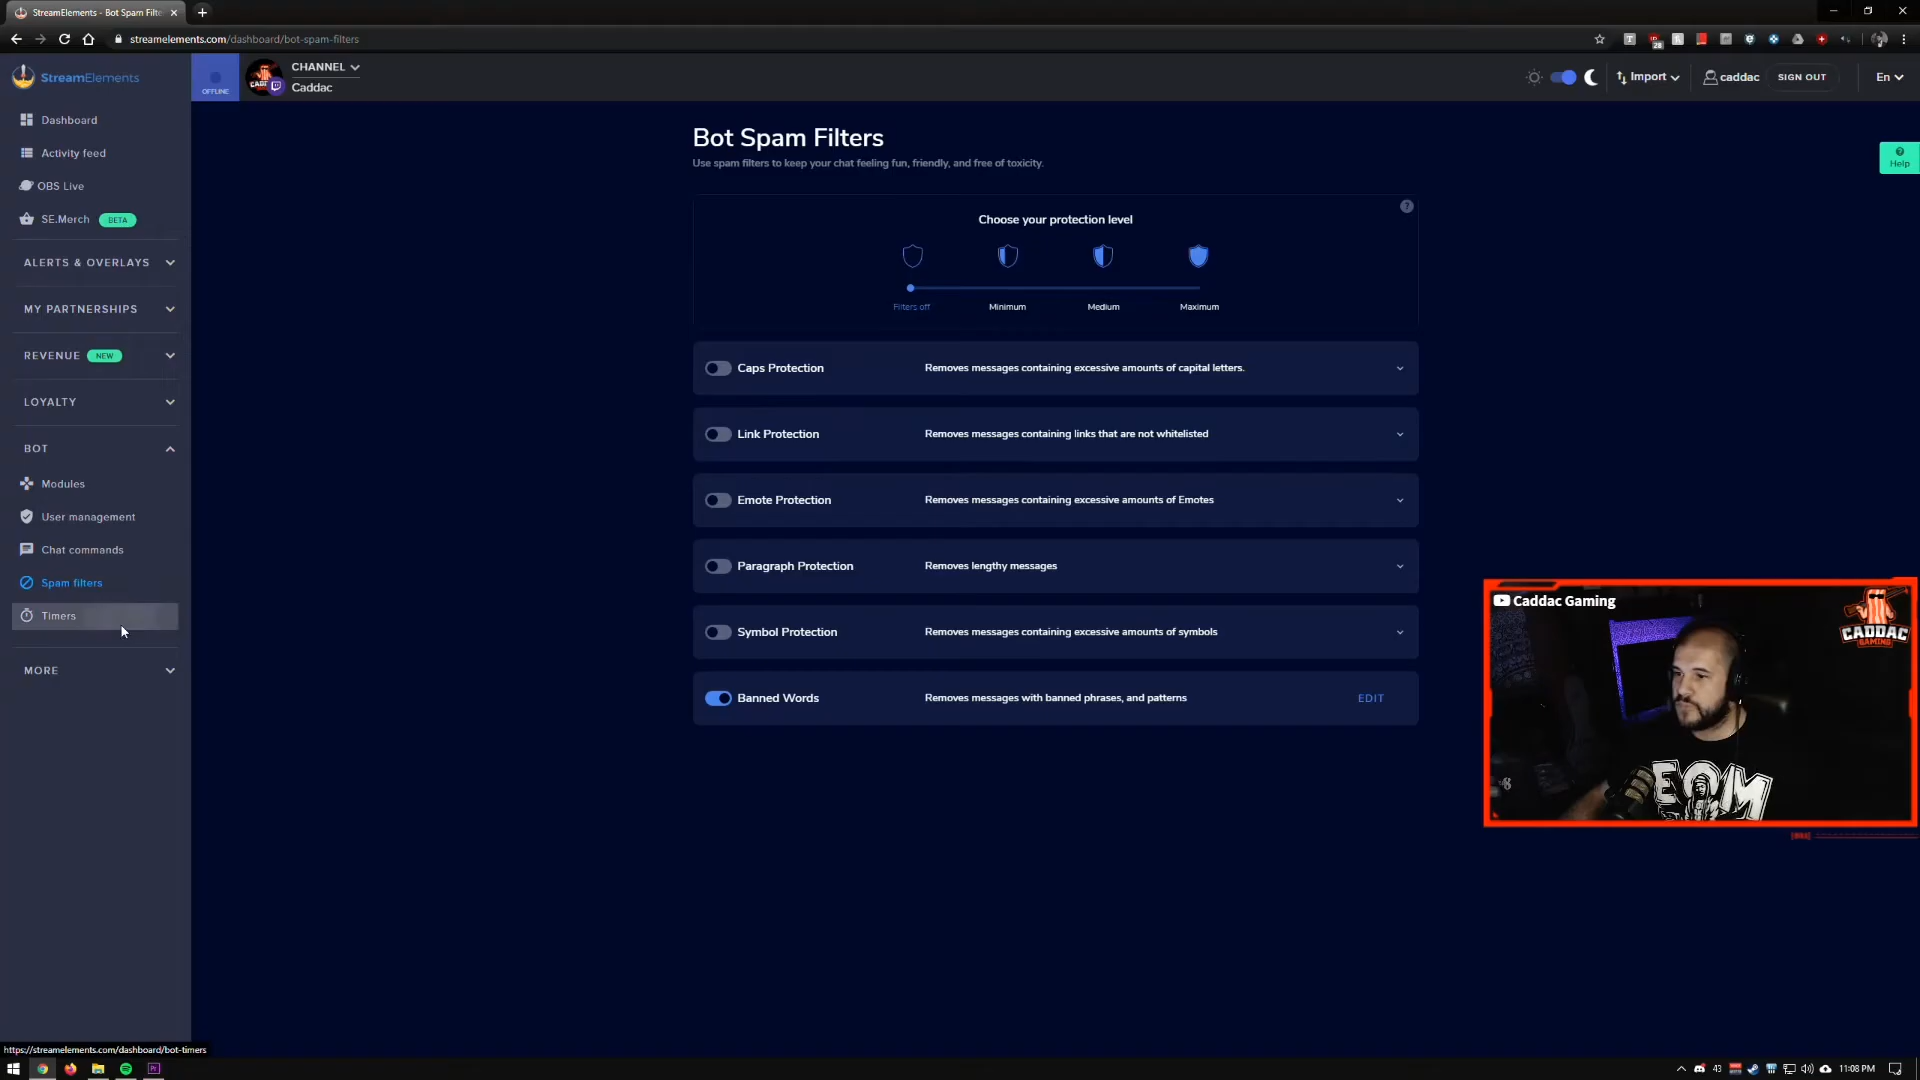 StreamElements - Bot Spam Filte
streamelements.com/dashboard/bot-spam-filters
28
StreamElements
OFFLINE
CHANNEL
Caddac
Import
caddac
SIGN OUT
En
Dashboard
Activity feed
OBS Live
SE.Merch BETA
ALERTS & OVERLAYS
MY PARTNERSHIPS
REVENUE NEW
LOYALTY
BOT
Modules
User management
Chat commands
Spam filters
Timers
MORE
Bot Spam Filters
Use spam filters to keep your chat feeling fun, friendly, and free of toxicity.
Help
Choose your protection level
?
Filters off
Minimum
Medium
Maximum
Caps Protection
Removes messages containing excessive amounts of capital letters.
Link Protection
Removes messages containing links that are not whitelisted
Emote Protection
Removes messages containing excessive amounts of Emotes
Paragraph Protection
Removes lengthy messages
Symbol Protection
Removes messages containing excessive amounts of symbols
Banned Words
Removes messages with banned phrases, and patterns
EDIT
Caddac Gaming
CADDAC
GAMING
https://streamelements.com/dashboard/bot-timers
Pr
43
11:08 PM